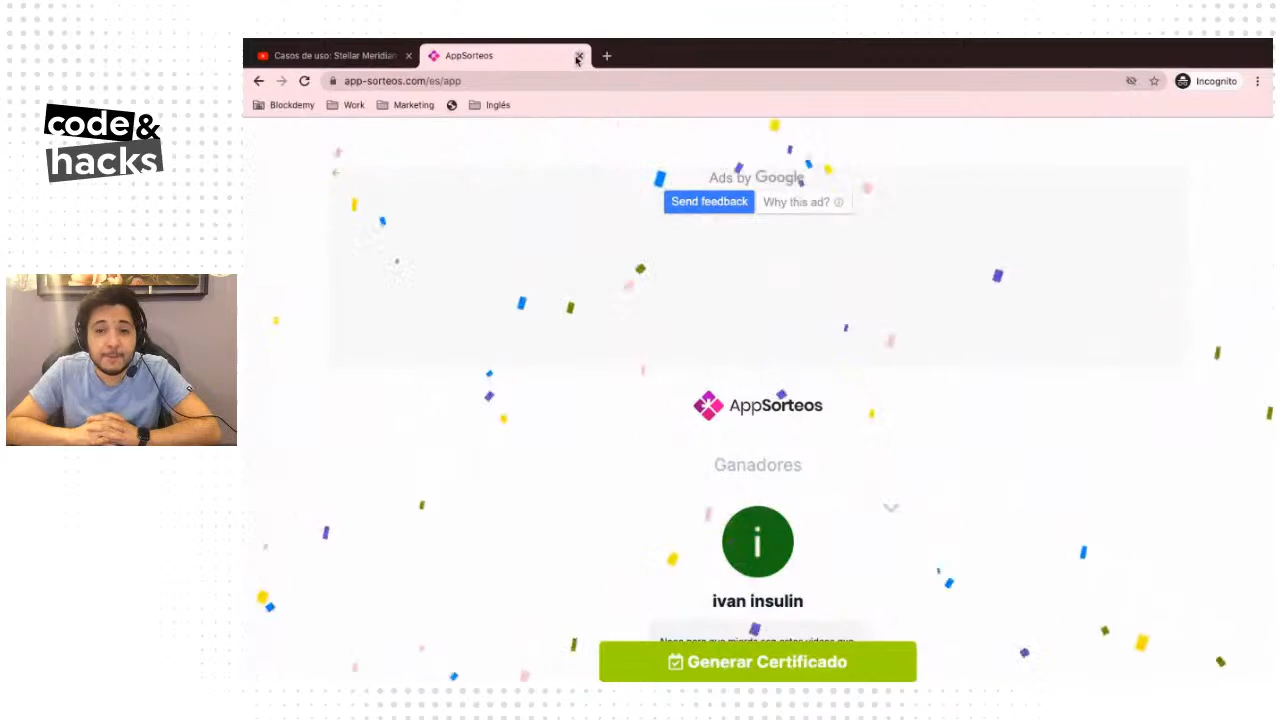 code&
hacks
Casos de uso: Stellar Meridian
AppSorteos
app-sorteos.com/es/app
Incognito
Blockdemy
Work
Marketing
Inglés
Ads by Google
Send feedback
Why this ad?
AppSorteos
Ganadores
i
ivan insulin
Generar Certificado